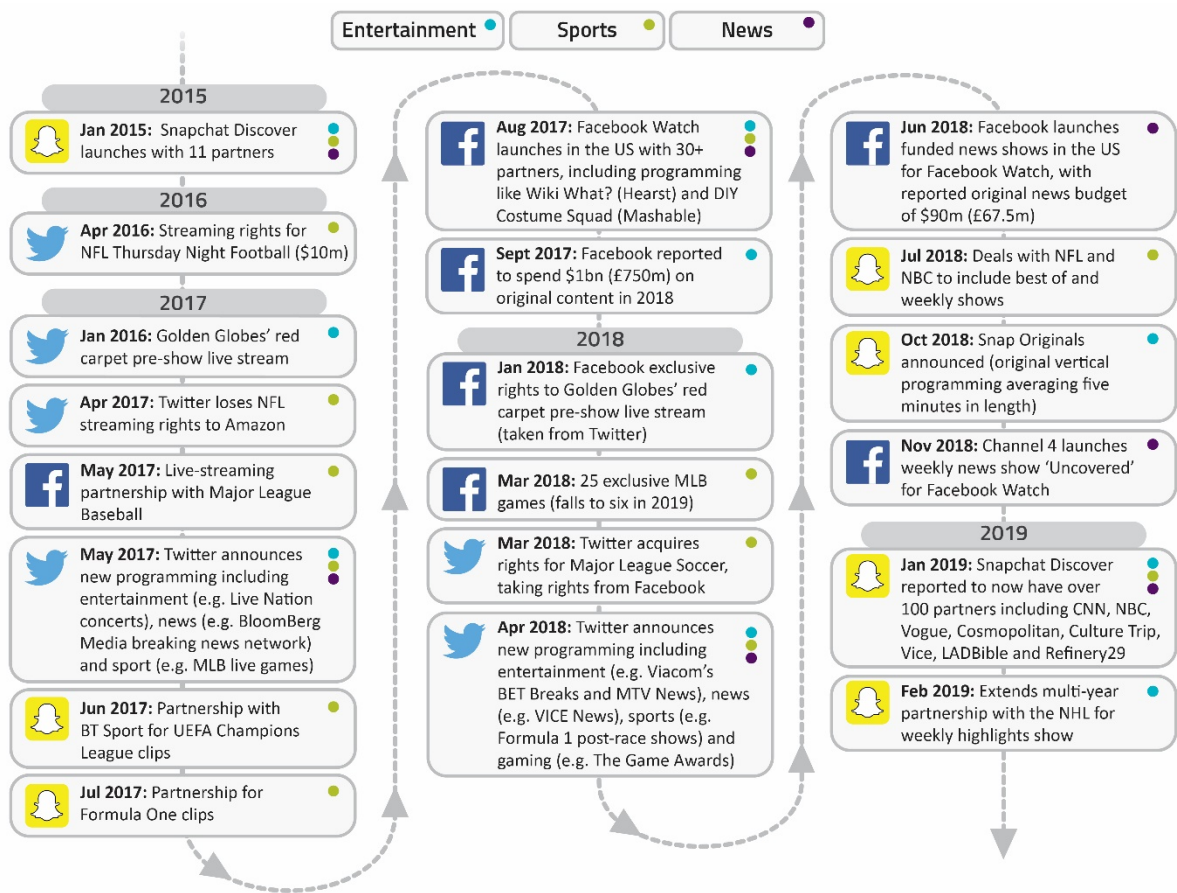 Entertainment
Sports
News
2015
Jan 2015: Snapchat Discover
launches with 11 partners
2016
Apr 2016: Streaming rights for
NFL Thursday Night Football ($10m)
2017
Jan 2016: Golden Globes’ red
carpet pre-show live stream
Apr 2017: Twitter loses NFL
streaming rights to Amazon
May 2017: Live-streaming
partnership with Major League
Baseball
May 2017: Twitter announces
new programming including
entertainment (e.g. Live Nation
concerts), news (e.g. BloomBerg
Media breaking news network)
and sport (e.g. MLB live games)
Jun 2017: Partnership with
BT Sport for UEFA Champions
League clips
Jul 2017: Partnership for
Formula One clips
Aug 2017: Facebook Watch
launches in the US with 30+
partners, including programming
like Wiki What? (Hearst) and DIY
Costume Squad (Mashable)
Sept 2017: Facebook reported
to spend $1bn (£750m) on
original content in 2018
2018
Jan 2018: Facebook exclusive
rights to Golden Globes’ red
carpet pre-show live stream
(taken from Twitter)
Mar 2018: 25 exclusive MLB
games (falls to six in 2019)
Mar 2018: Twitter acquires
rights for Major League Soccer,
taking rights from Facebook
Apr 2018: Twitter announces
new programming including
entertainment (e.g. Viacom’s
BET Breaks and MTV News), news
(e.g. VICE News), sports (e.g.
Formula 1 post-race shows) and
gaming (e.g. The Game Awards)
Jun 2018: Facebook launches
funded news shows in the US
for Facebook Watch, with
reported original news budget
of $90m (£67.5m)
Jul 2018: Deals with NFL and
NBC to include best of and
weekly shows
Oct 2018: Snap Originals
announced (original vertical
programming averaging five
minutes in length)
Nov 2018: Channel 4 launches
weekly news show ‘Uncovered’
for Facebook Watch
2019
Jan 2019: Snapchat Discover
reported to now have over
100 partners including CNN, NBC,
Vogue, Cosmopolitan, Culture Trip,
Vice, LADBible and Refinery29
Feb 2019: Extends multi-year
partnership with the NHL for
weekly highlights show